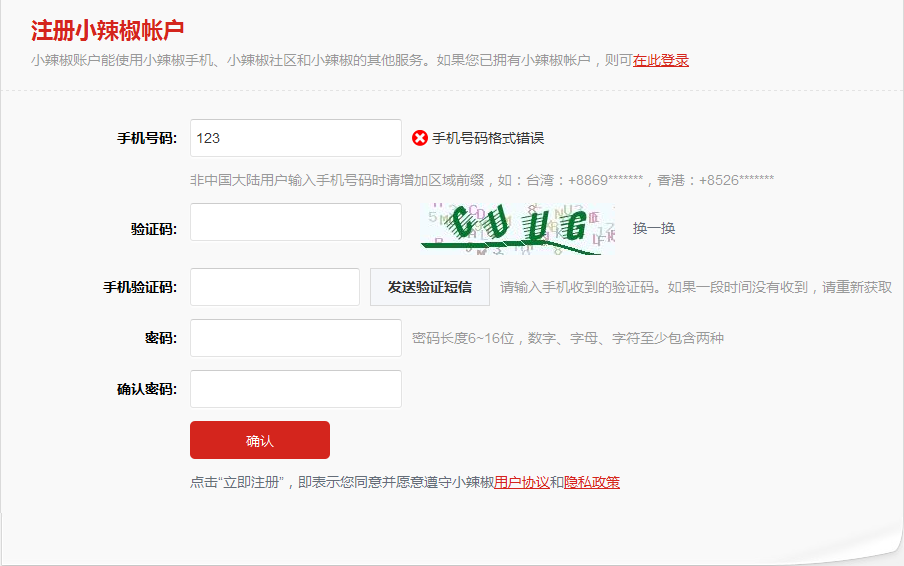 注册小辣椒帐户
小辣椒账户能使用小辣椒手机、小辣椒社区和小辣椒的其他服务。如果您已拥有小辣椒帐户，则可在此登录
手机号码: 123 手机号码格式错误
非中国大陆用户输入手机号码时请增加区域前缀，如：台湾：+8869*******，香港：+8526*******
验证码: CUUG 换一换
手机验证码: 发送验证短信 请输入手机收到的验证码。如果一段时间没有收到，请重新获取
密码: 密码长度6~16位，数字、字母、字符至少包含两种
确认密码:
确认
点击“立即注册”，即表示您同意并愿意遵守小辣椒用户协议和隐私政策